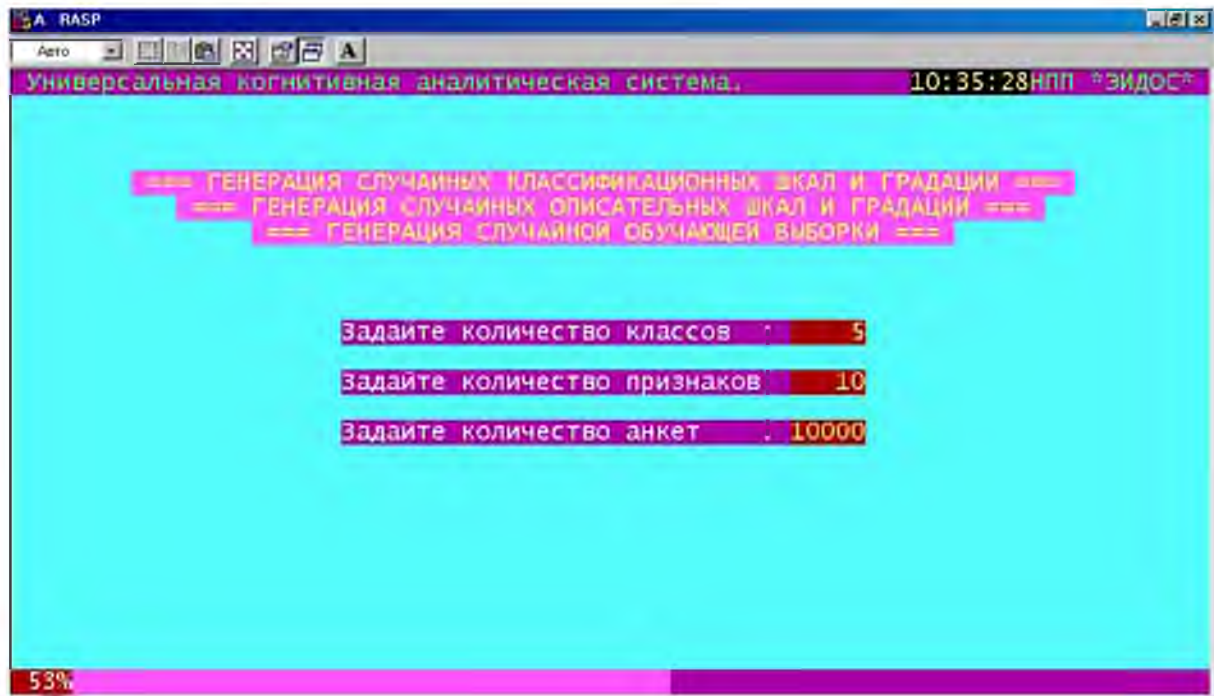 A RASP
Авто A
Универсальная когнитивная аналитическая система. 10:35:28НПП *ЭЙДОС*
=== ГЕНЕРАЦИЯ СЛУЧАЙНЫХ КЛАССИФИКАЦИОННЫХ ШКАЛ И ГРАДАЦИЙ ===
=== ГЕНЕРАЦИЯ СЛУЧАЙНЫХ ОПИСАТЕЛЬНЫХ ШКАЛ И ГРАДАЦИЙ ===
=== ГЕНЕРАЦИЯ СЛУЧАЙНОЙ ОБУЧАЮЩЕЙ ВЫБОРКИ ===
Задайте количество классов : 5
Задайте количество признаков 10
Задайте количество анкет : 10000
53%